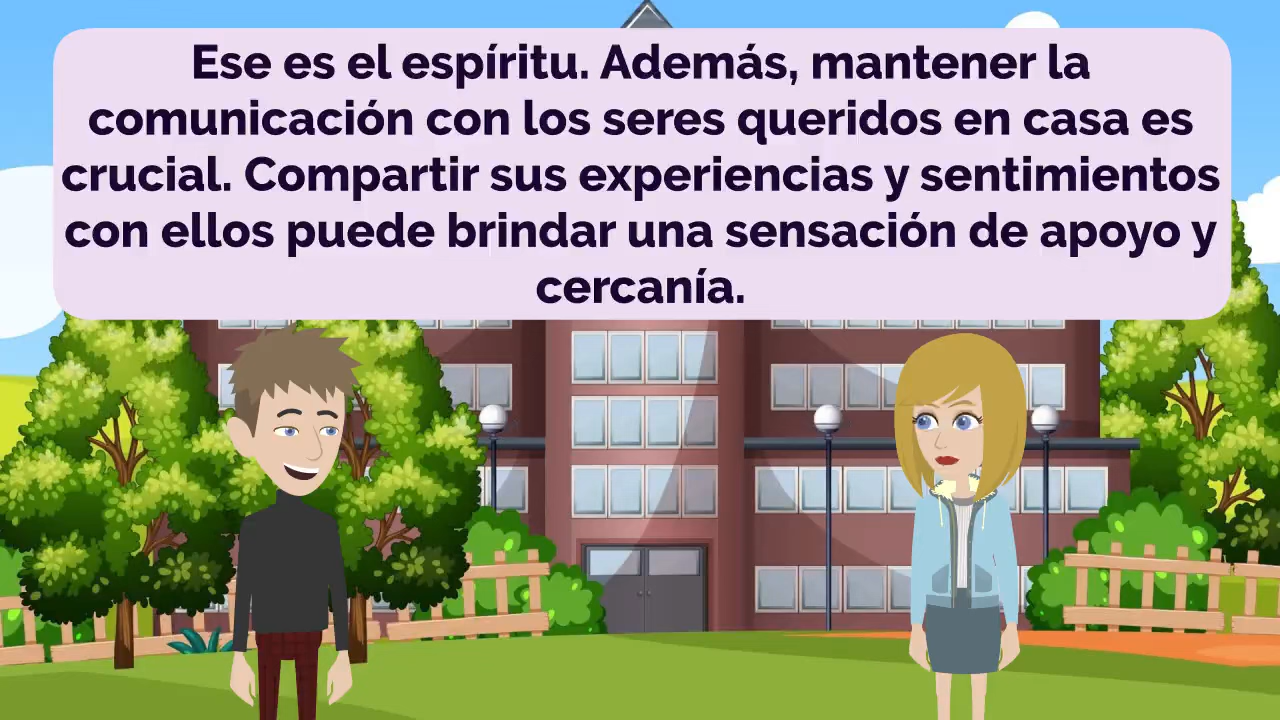 Ese es el espíritu. Además, mantener la
comunicación con los seres queridos en casa es
crucial. Compartir sus experiencias y sentimientos
con ellos puede brindar una sensación de apoyo y
cercanía.